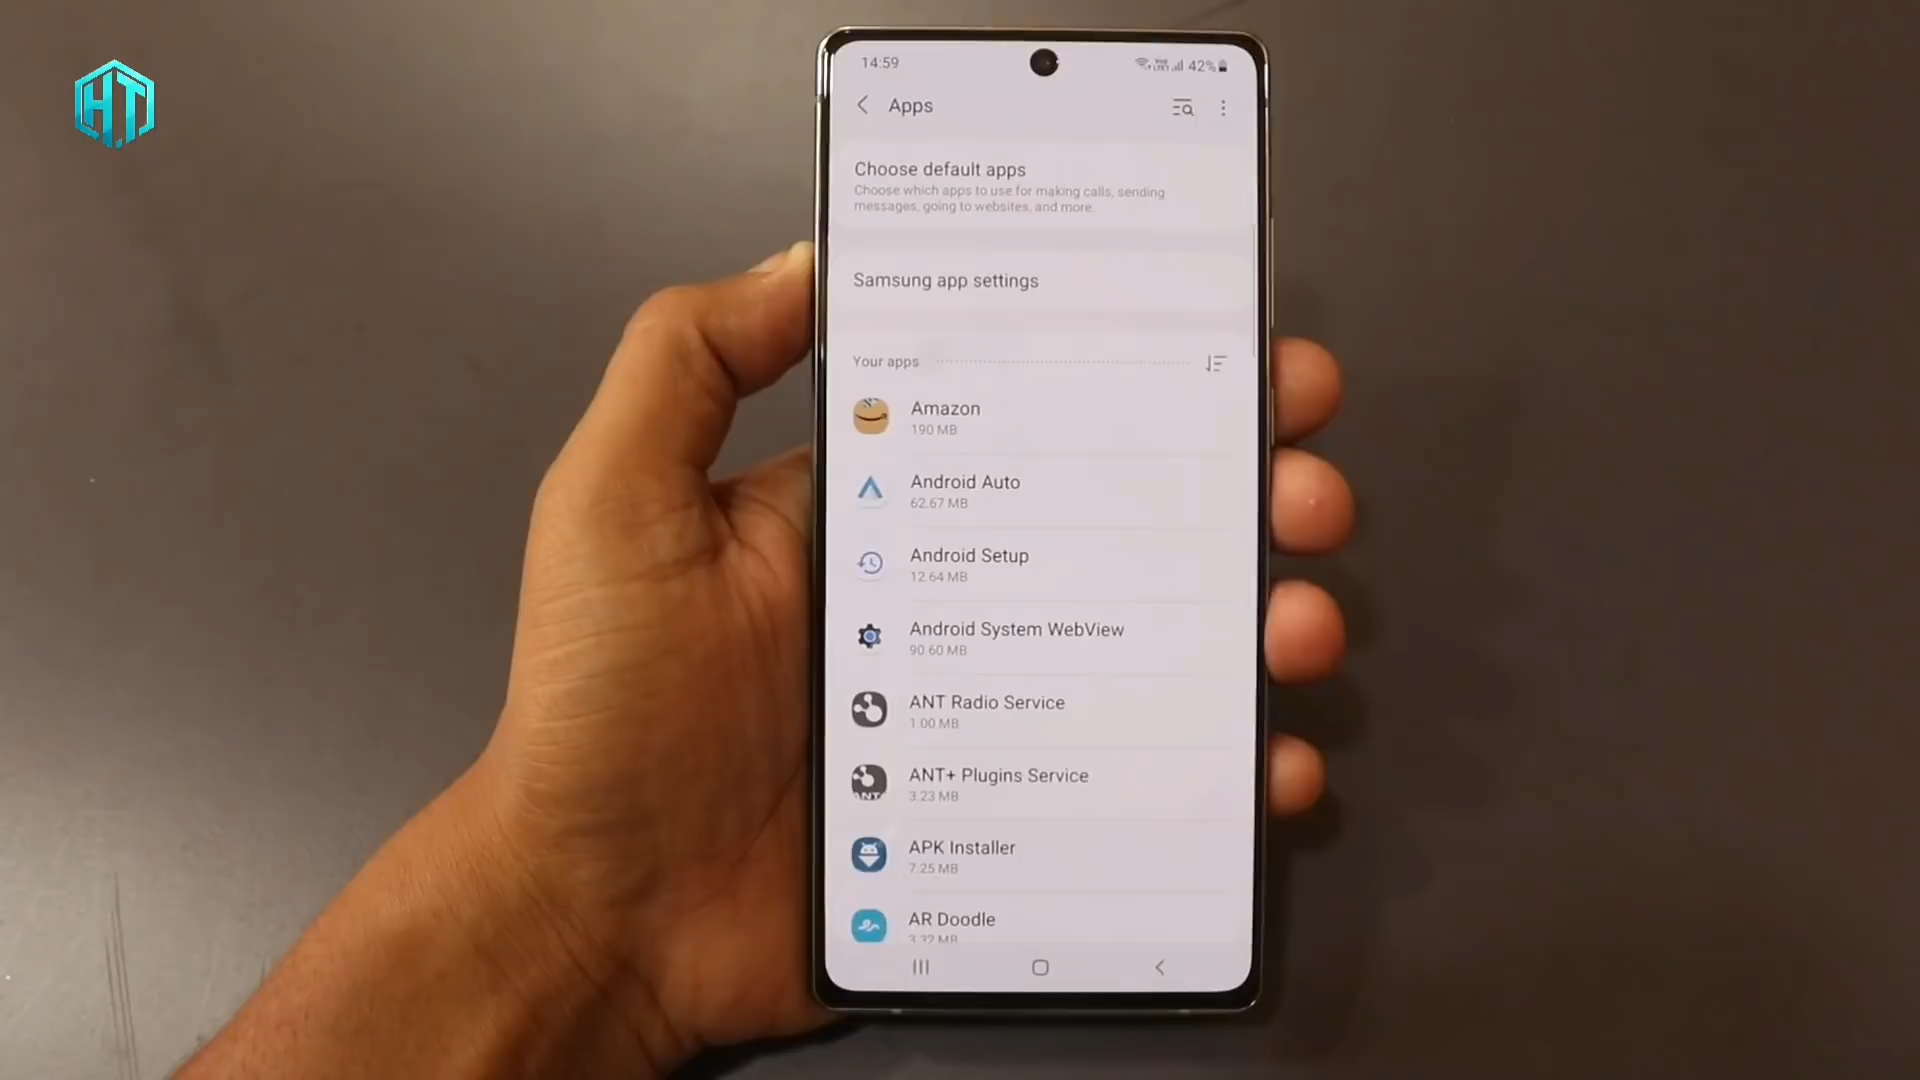 HT
14:59
42%
Apps
Choose default apps
Choose which apps to use for making calls, sending
messages, going to websites, and more.
Samsung app settings
Your apps
Amazon
190 MB
Android Auto
62.67 MB
Android Setup
12.64 MB
Android System WebView
90.60 MB
ANT Radio Service
1.00 MB
ANT+ Plugins Service
3.23 MB
APK Installer
7.25 MB
AR Doodle
3.32 MB